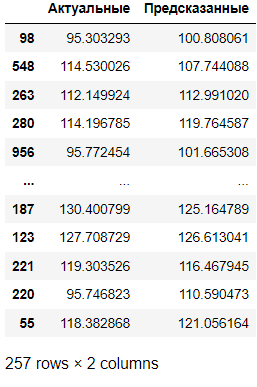 Актуальные Предсказанные
98 95.303293 100.808061
548 114.530026 107.744088
263 112.149924 112.991020
280 114.196785 119.764587
956 95.772454 101.665308
... ... ...
187 130.400799 125.164789
123 127.708729 126.613041
221 119.303526 116.467945
220 95.746823 110.590473
55 118.382868 121.056164
257 rows × 2 columns